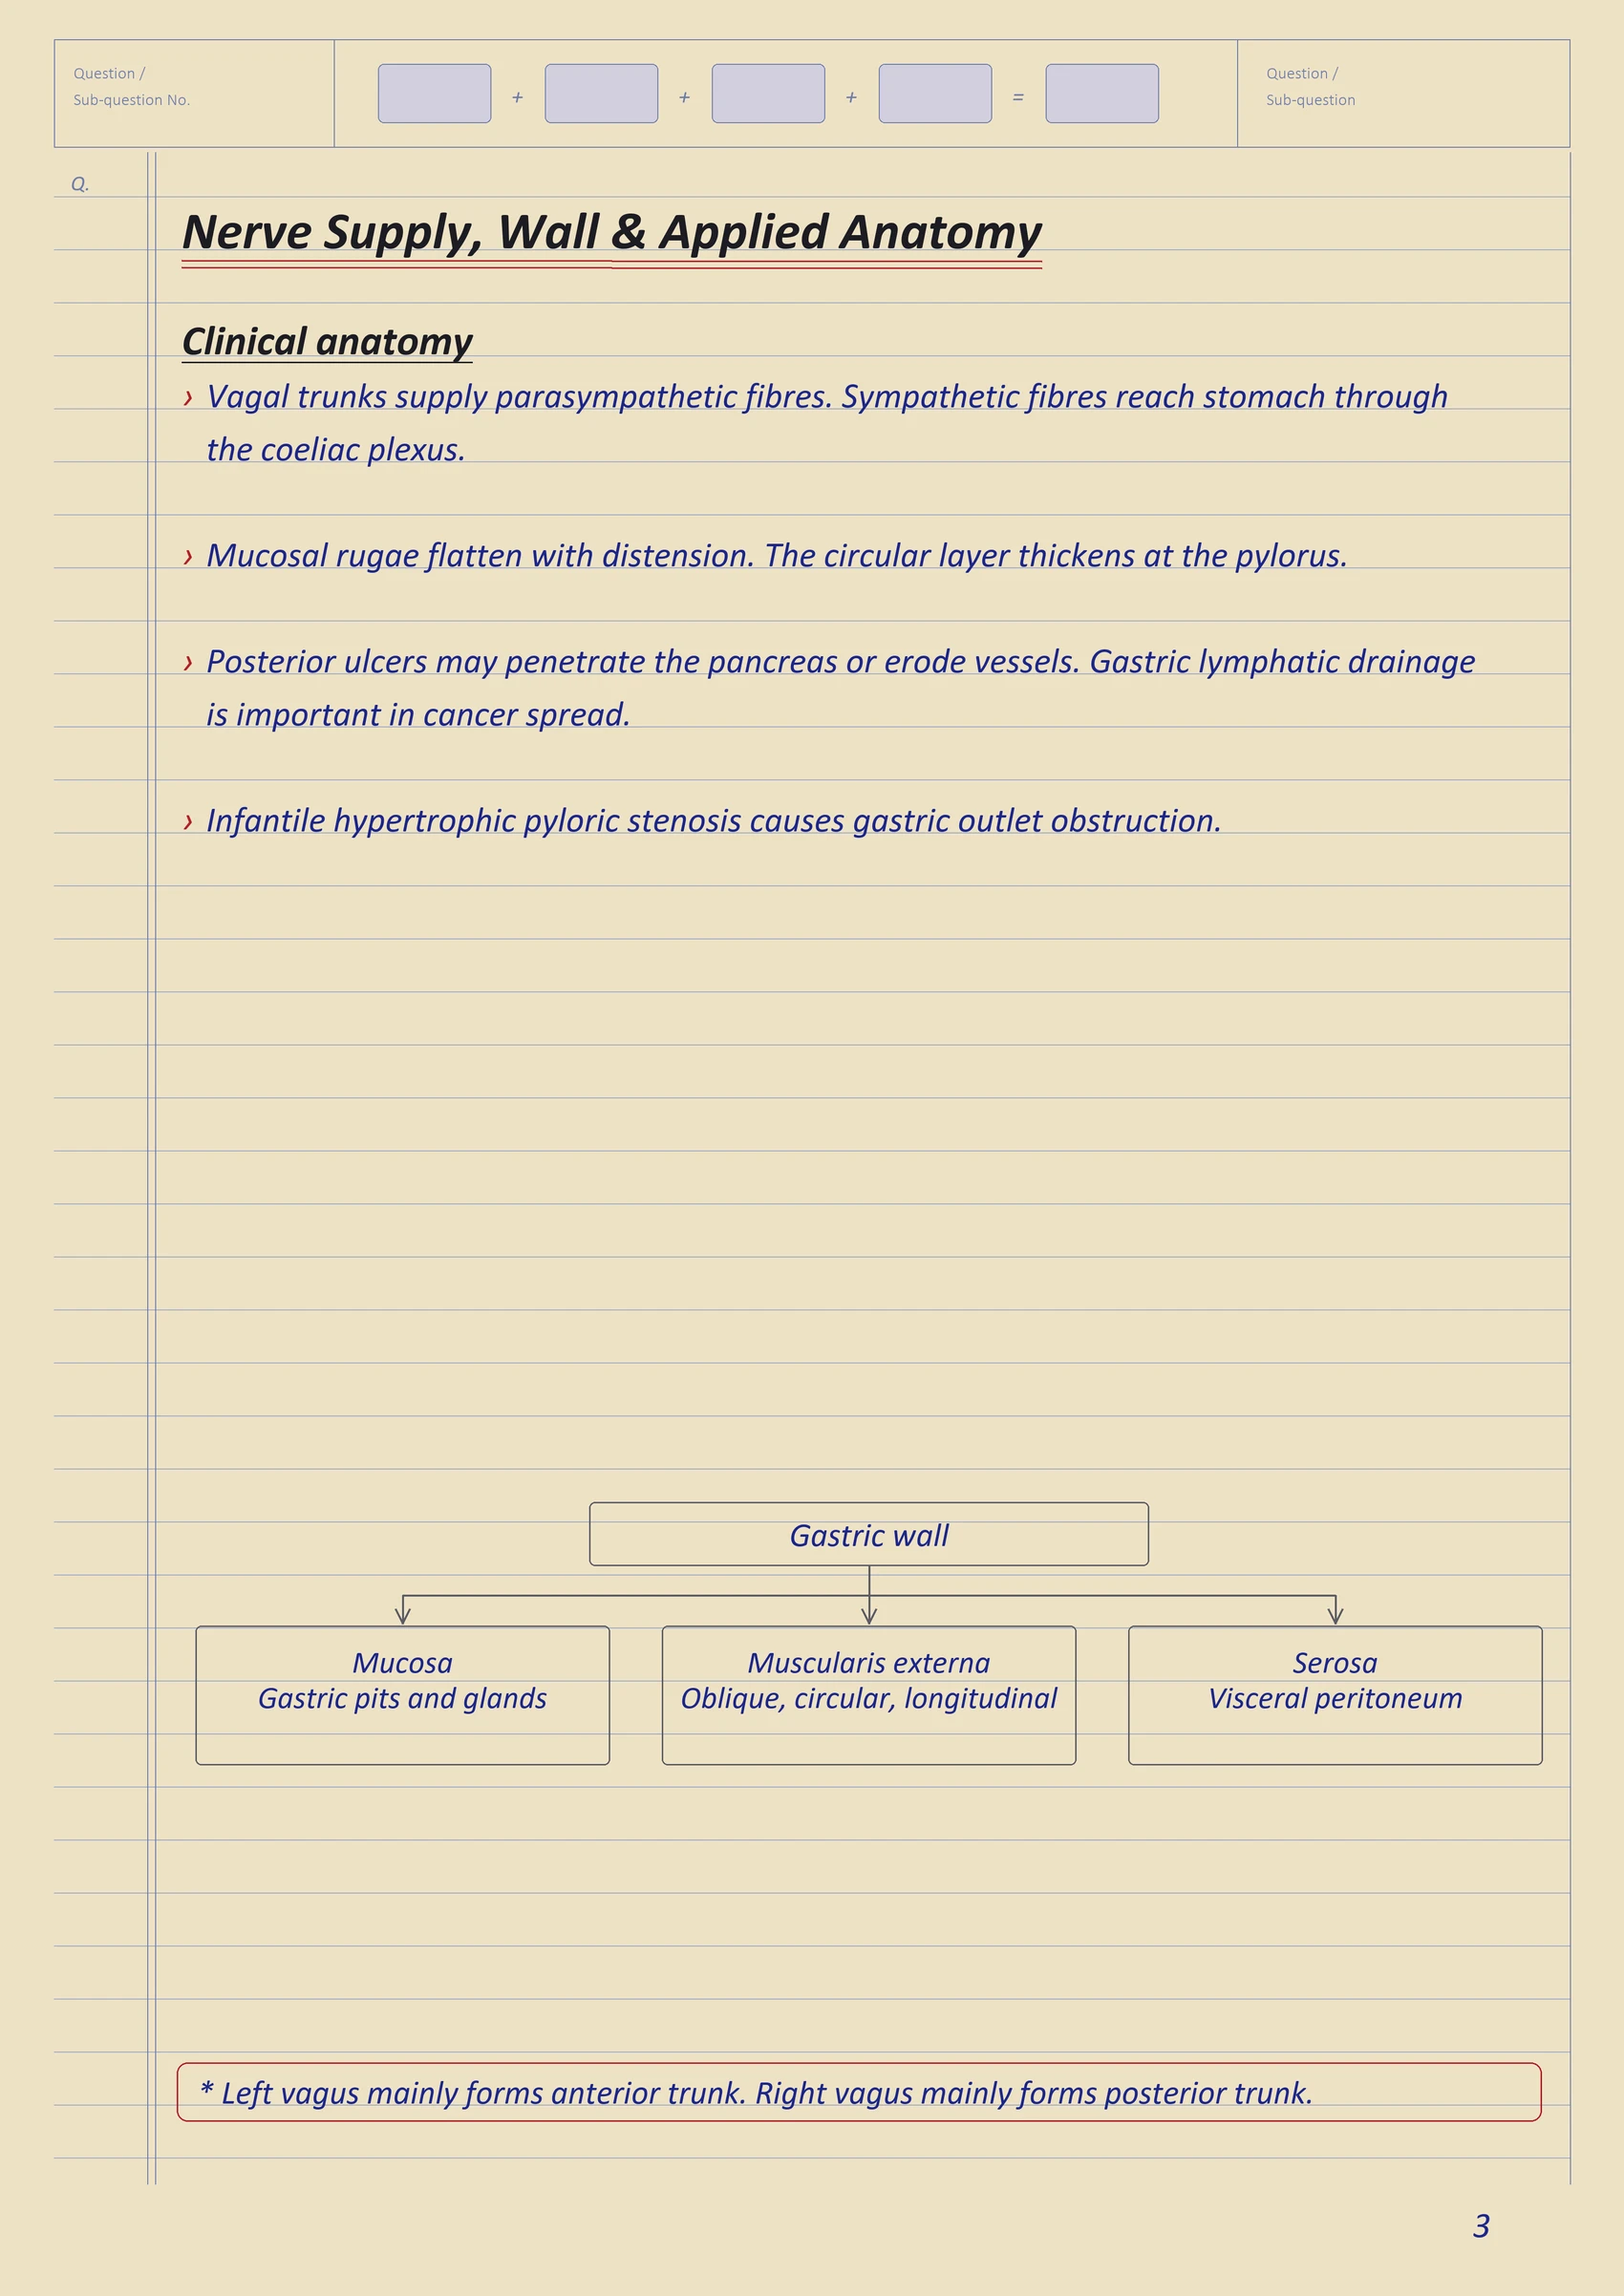 Question /
Sub-question No.
+ + + =
Question /
Sub-question
Q.
Nerve Supply, Wall & Applied Anatomy
Clinical anatomy
› Vagal trunks supply parasympathetic fibres. Sympathetic fibres reach stomach through
the coeliac plexus.
› Mucosal rugae flatten with distension. The circular layer thickens at the pylorus.
› Posterior ulcers may penetrate the pancreas or erode vessels. Gastric lymphatic drainage
is important in cancer spread.
› Infantile hypertrophic pyloric stenosis causes gastric outlet obstruction.
Gastric wall
Mucosa
Gastric pits and glands
Muscularis externa
Oblique, circular, longitudinal
Serosa
Visceral peritoneum
* Left vagus mainly forms anterior trunk. Right vagus mainly forms posterior trunk.
3